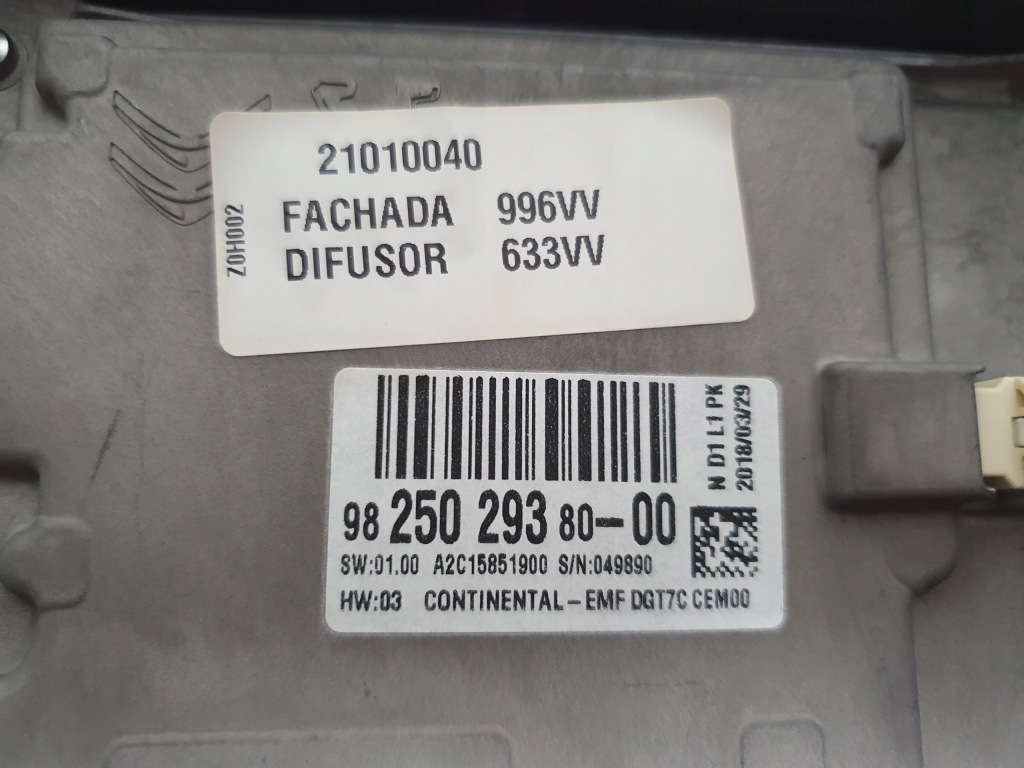 21010040
FACHADA 996VV
DIFUSOR 633VV
Z0H002
98 250 293 80-00
SW:01.00 A2C15851900 S/N:049890
HW:03 CONTINENTAL-EMF DGT7C CEM00
N D1 L1 PK
2018/03/29